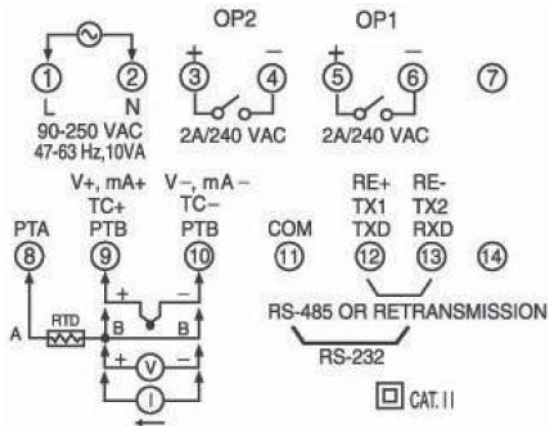 OP2 OP1
+ − + −
1 2 3 4 5 6 7
L N
90-250 VAC 2A/240 VAC 2A/240 VAC
47-63 Hz,10VA
V+, mA+ V−, mA− RE+ RE-
TC+ TC− TX1 TX2
PTA PTB PTB COM TXD RXD
8 9 10 11 12 13 14
+ −
RS-485 OR RETRANSMISSION
A RTD B B
RS-232
+ V −
I
CAT. II